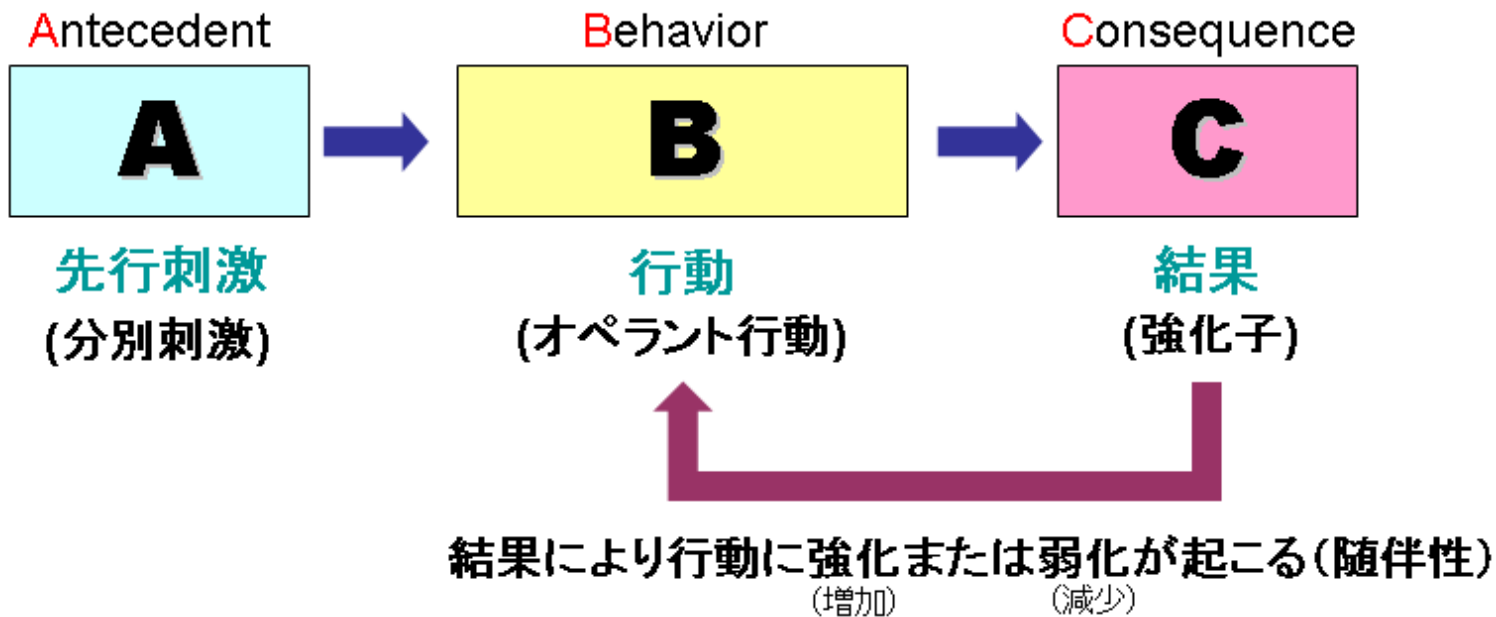 Antecedent
Behavior
Consequence
A
B
C
先行刺激
行動
結果
(分別刺激)
(オペラント行動)
(強化子)
結果により行動に強化または弱化が起こる(随伴性)
(増加)
(減少)